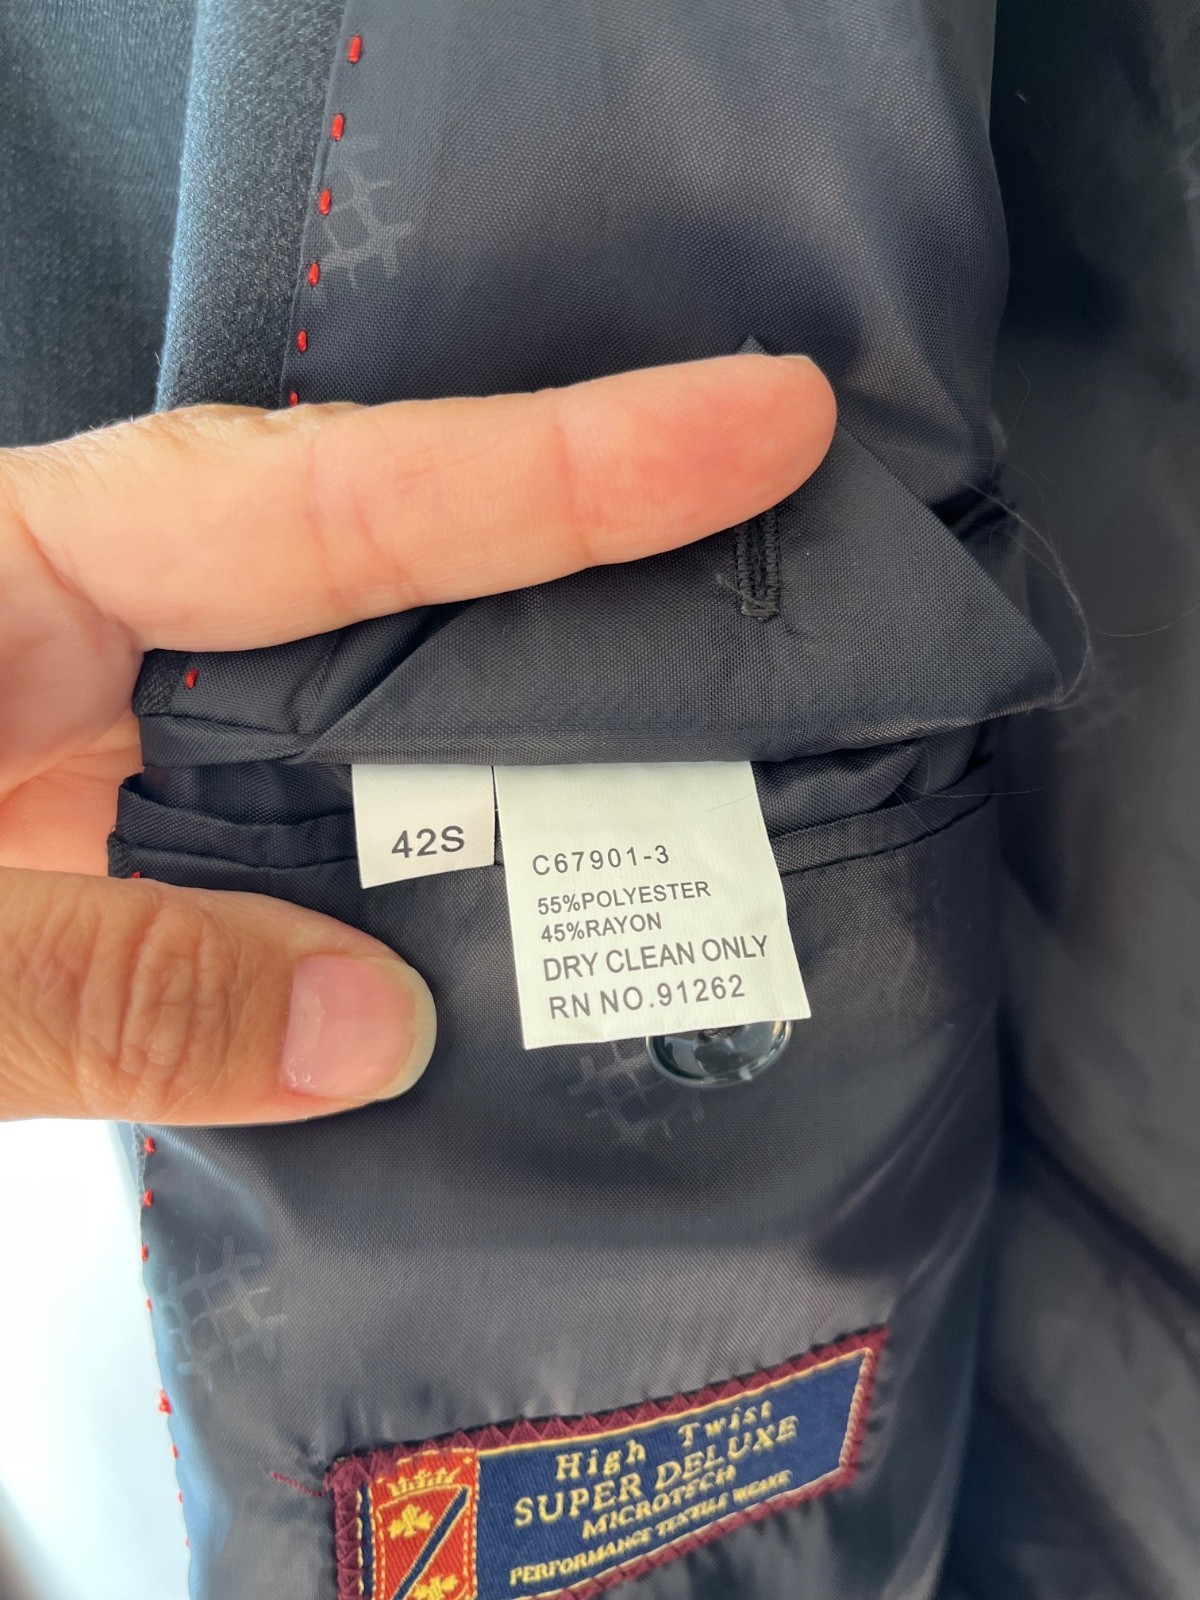 42S
C67901-3
55%POLYESTER
45%RAYON
DRY CLEAN ONLY
RN NO.91262
High Twist
SUPER DELUXE
MICROTECH
PERFORMANCE TEXTILE WEAVE